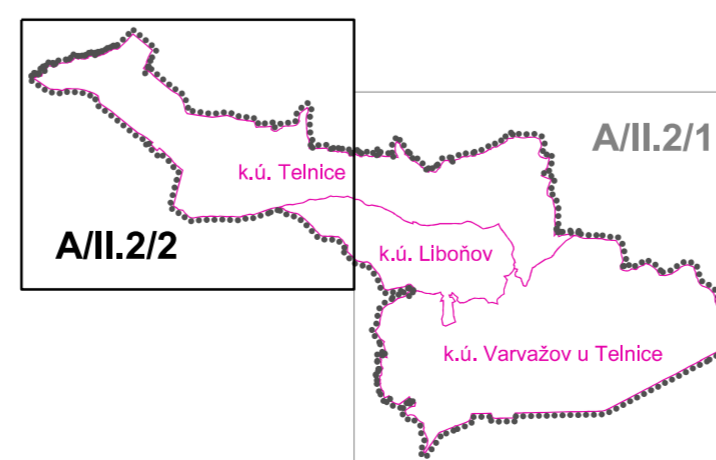 A/II.2/1
k.ú. Telnice
A/II.2/2
k.ú. Liboňov
k.ú. Varvažov u Telnice